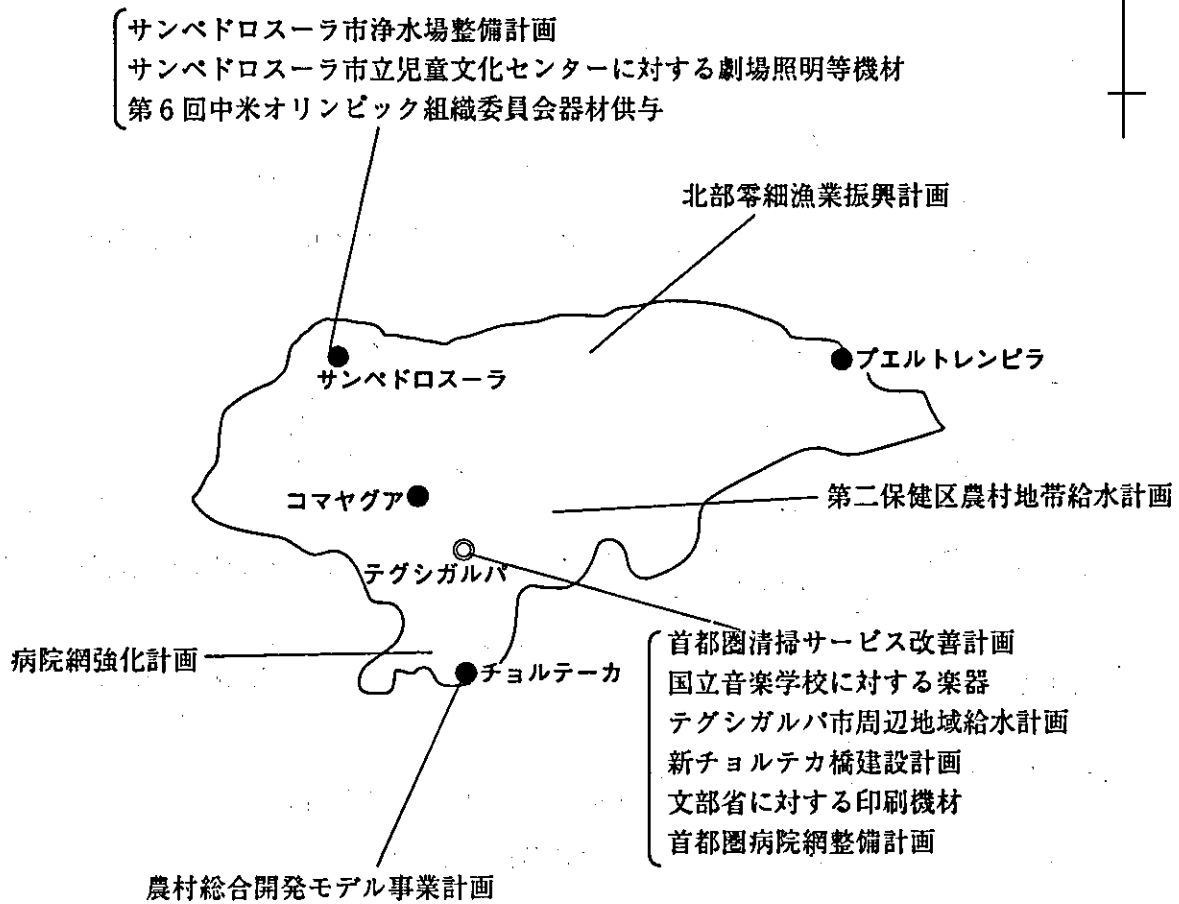 サンペドロスーラ市浄水場整備計画
サンペドロスーラ市立児童文化センターに対する劇場照明等機材
第6回中米オリンピック組織委員会器材供与
北部零細漁業振興計画
プエルトレンピラ
サンペドロスーラ
コマヤグア
第二保健区農村地帯給水計画
テグシガルパ
病院網強化計画
チョルテーカ
首都圏清掃サービス改善計画
国立音楽学校に対する楽器
テグシガルパ市周辺地域給水計画
新チョルテカ橋建設計画
文部省に対する印刷機材
首都圏病院網整備計画
農村総合開発モデル事業計画